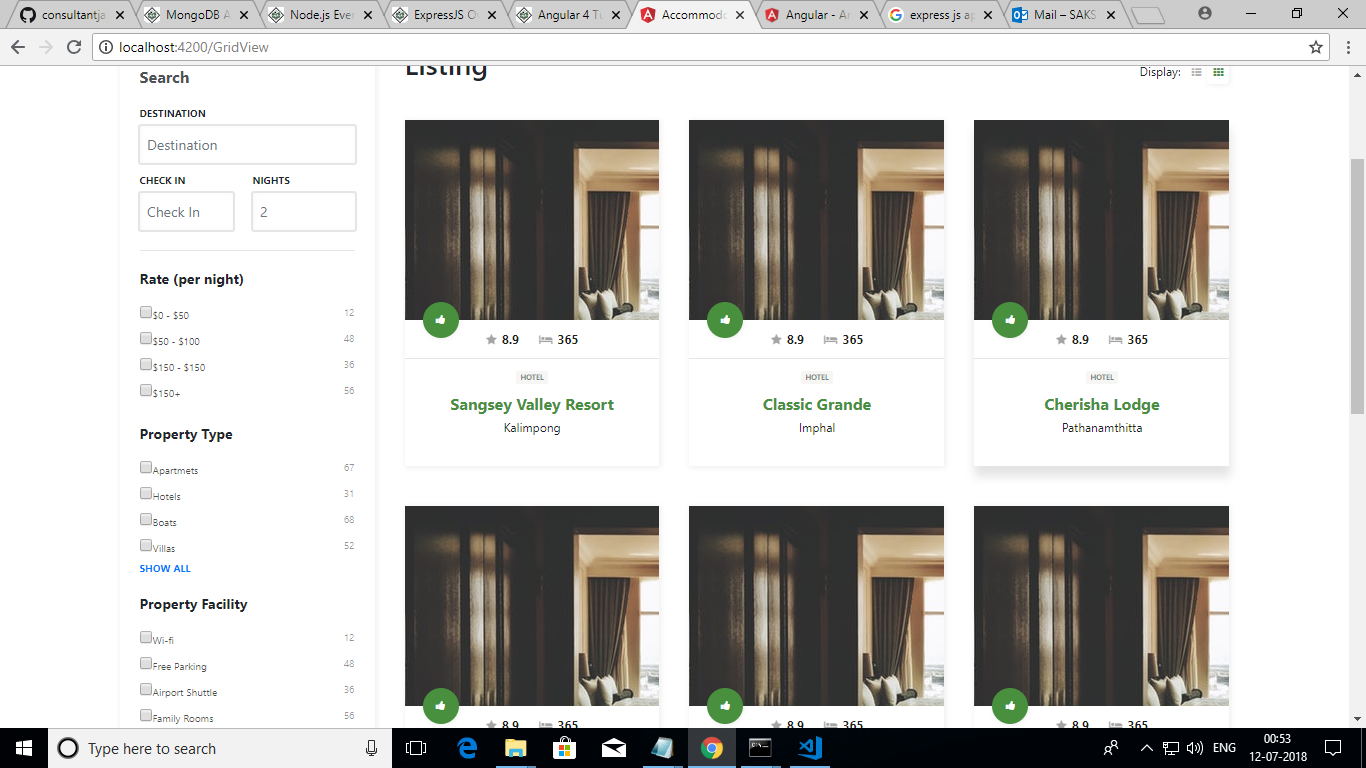 consultantja
MongoDB A
Node.js Ever
ExpressJS O
Angular 4 Tu
Accommodo
Angular - Ar
express js ap
Mail – SAKS
localhost:4200/GridView
Search
DESTINATION
Destination
CHECK IN NIGHTS
Check In 2
Rate (per night)
$0 - $50 12
$50 - $100 48
$150 - $150 36
$150+ 56
Property Type
Apartmets 67
Hotels 31
Boats 68
Villas 52
SHOW ALL
Property Facility
Wi-fi 12
Free Parking 48
Airport Shuttle 36
Family Rooms 56
Listing
Display:
8.9 365
HOTEL
Sangsey Valley Resort
Kalimpong
8.9 365
HOTEL
Classic Grande
Imphal
8.9 365
HOTEL
Cherisha Lodge
Pathanamthitta
8.9 365
8.9 365
8.9 365
Type here to search
ENG
00:53
12-07-2018